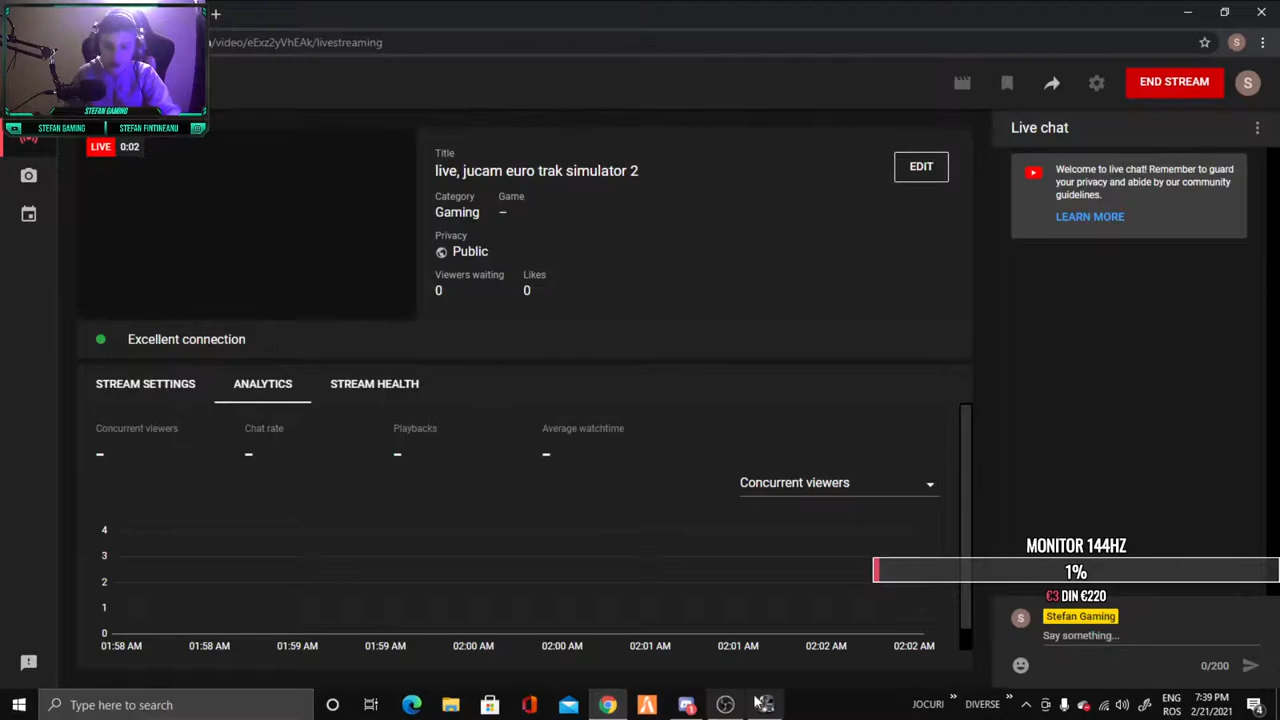 /video/eExz2yVhEAk/livestreaming
END STREAM
S
S
STEFAN GAMING
STEFAN GAMING
STEFAN FINTINEANU
LIVE 0:02
Title
live, jucam euro trak simulator 2
EDIT
Category
Game
Gaming
–
Privacy
Public
Viewers waiting
Likes
0
0
Excellent connection
STREAM SETTINGS
ANALYTICS
STREAM HEALTH
Concurrent viewers
Chat rate
Playbacks
Average watchtime
–
–
–
–
Concurrent viewers
4
3
2
1
0
01:58 AM
01:58 AM
01:59 AM
01:59 AM
02:00 AM
02:00 AM
02:01 AM
02:01 AM
02:02 AM
02:02 AM
Live chat
Welcome to live chat! Remember to guard
your privacy and abide by our community
guidelines.
LEARN MORE
MONITOR 144HZ
1%
€3 DIN €220
S
Stefan Gaming
Say something...
0/200
Type here to search
1
JOCURI
»
DIVERSE
»
ENG
ROS
7:39 PM
2/21/2021
4